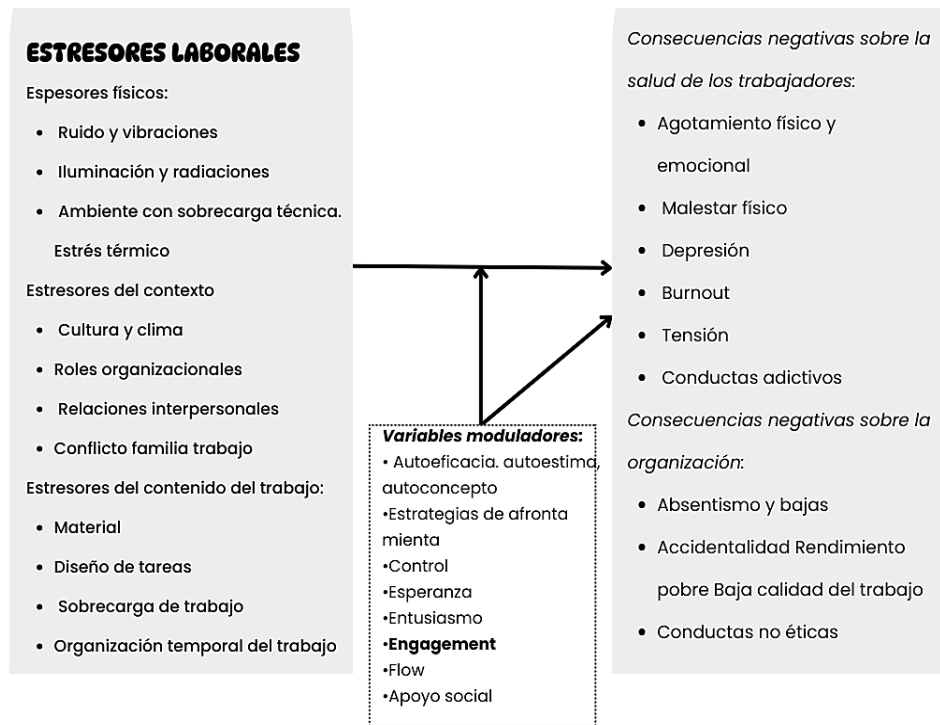 ESTRESORES LABORALES
Espesores físicos:
• Ruido y vibraciones
• Iluminación y radiaciones
• Ambiente con sobrecarga técnica.
Estrés térmico
Estresores del contexto
• Cultura y clima
• Roles organizacionales
• Relaciones interpersonales
• Conflicto familia trabajo
Estresores del contenido del trabajo:
• Material
• Diseño de tareas
• Sobrecarga de trabajo
• Organización temporal del trabajo
Variables moduladores:
• Autoeficacia. autoestima,
autoconcepto
•Estrategias de afronta
mienta
•Control
•Esperanza
•Entusiasmo
•Engagement
•Flow
•Apoyo social
Consecuencias negativas sobre la
salud de los trabajadores:
• Agotamiento físico y
emocional
• Malestar físico
• Depresión
• Burnout
• Tensión
• Conductas adictivos
Consecuencias negativas sobre la
organización:
• Absentismo y bajas
• Accidentalidad Rendimiento
pobre Baja calidad del trabajo
• Conductas no éticas